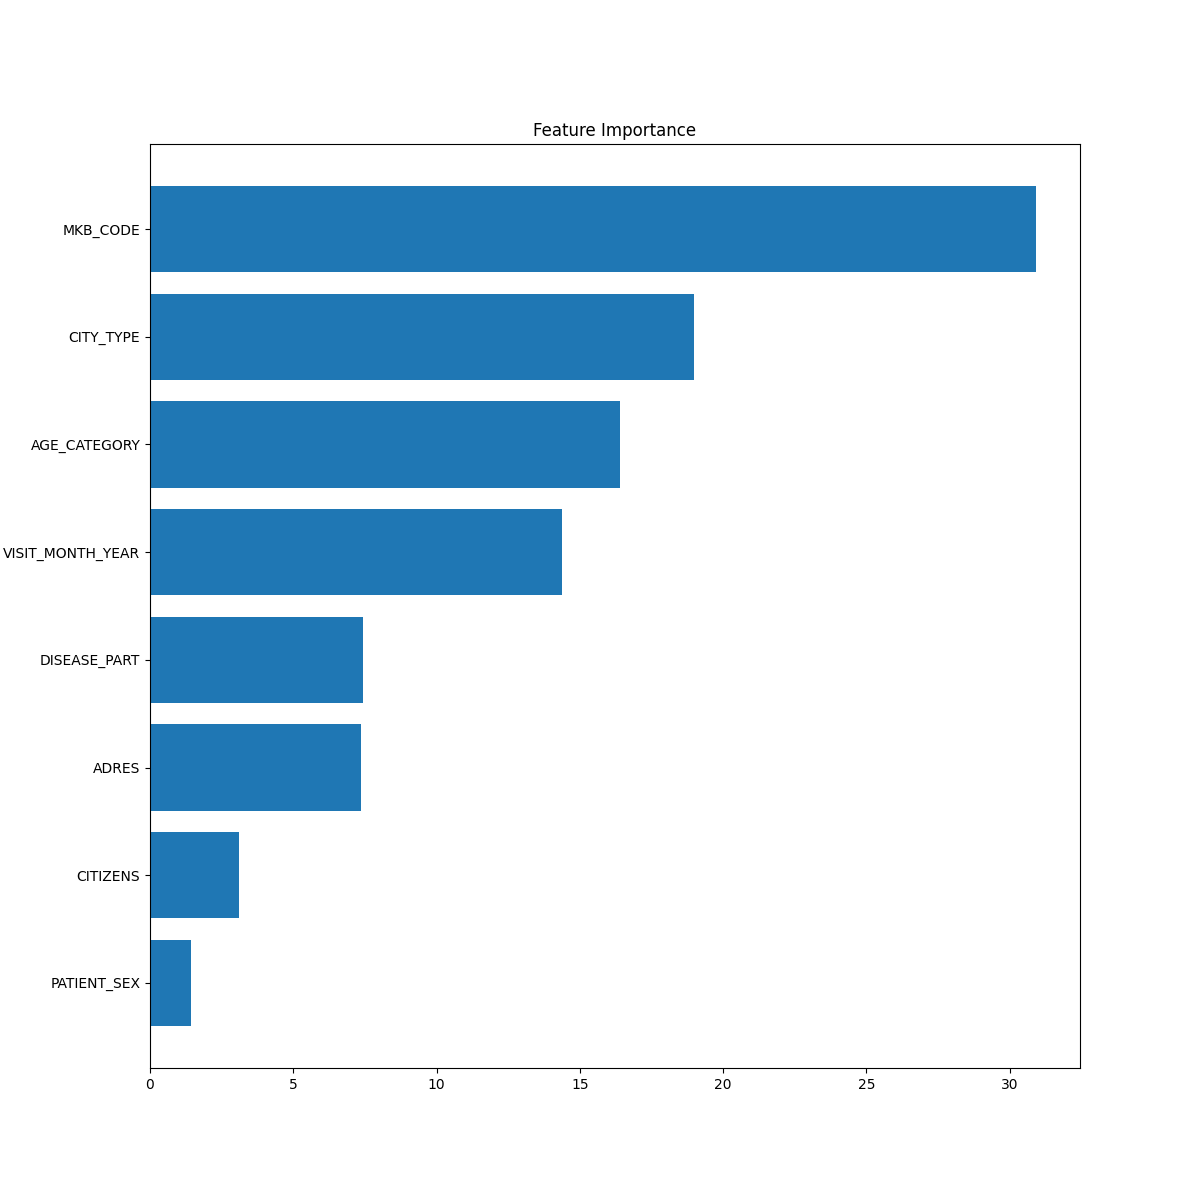 Feature Importance
MKB_CODE
CITY_TYPE
AGE_CATEGORY
VISIT_MONTH_YEAR
DISEASE_PART
ADRES
CITIZENS
PATIENT_SEX
0 5 10 15 20 25 30